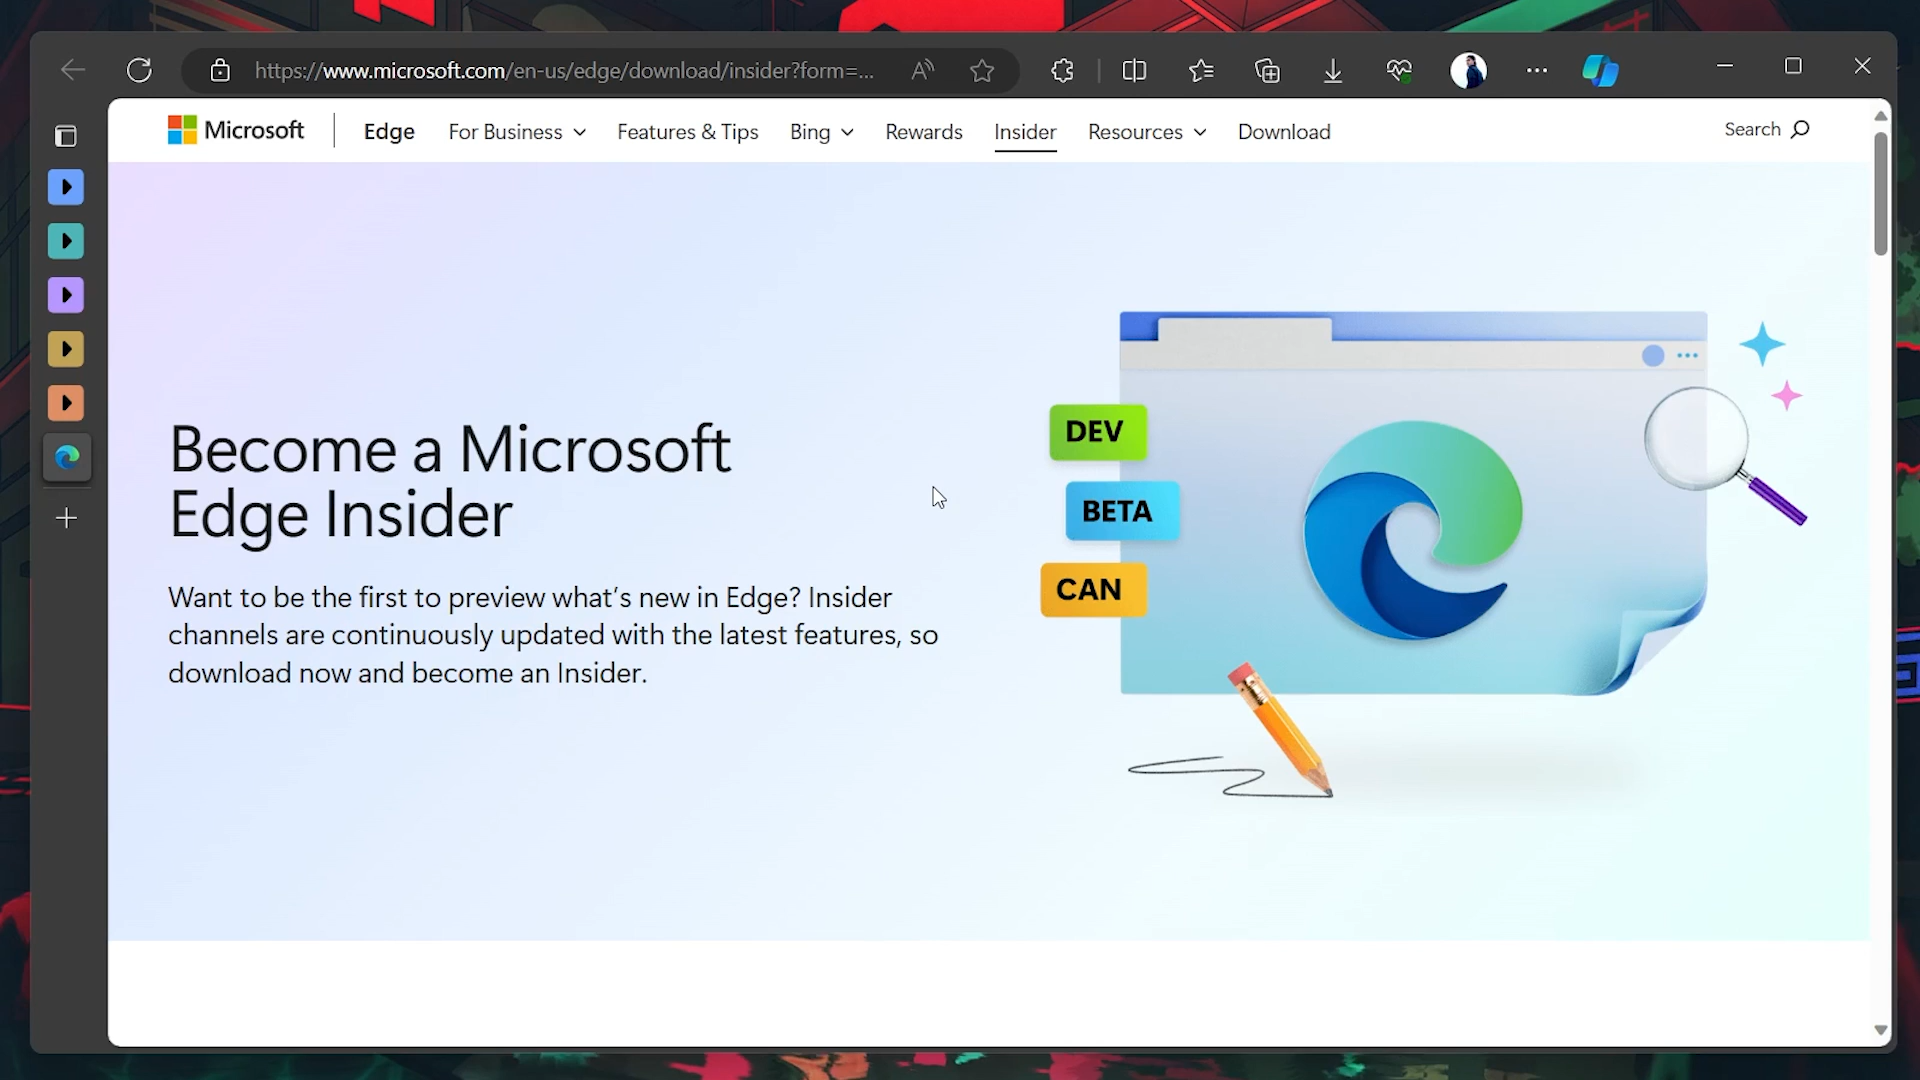 https://www.microsoft.com/en-us/edge/download/insider?form=...
Microsoft
Edge
For Business
Features & Tips
Bing
Rewards
Insider
Resources
Download
Search
Become a Microsoft
Edge Insider
Want to be the first to preview what’s new in Edge? Insider
channels are continuously updated with the latest features, so
download now and become an Insider.
DEV
BETA
CAN